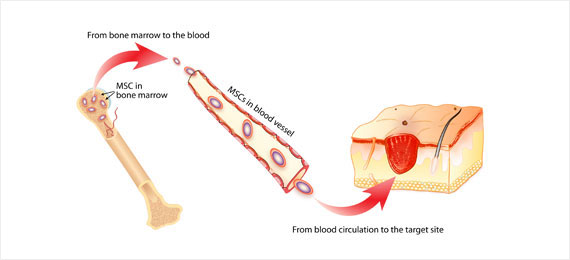 From bone marrow to the blood
MSC in
bone marrow
MSCs in blood vessel
From blood circulation to the target site